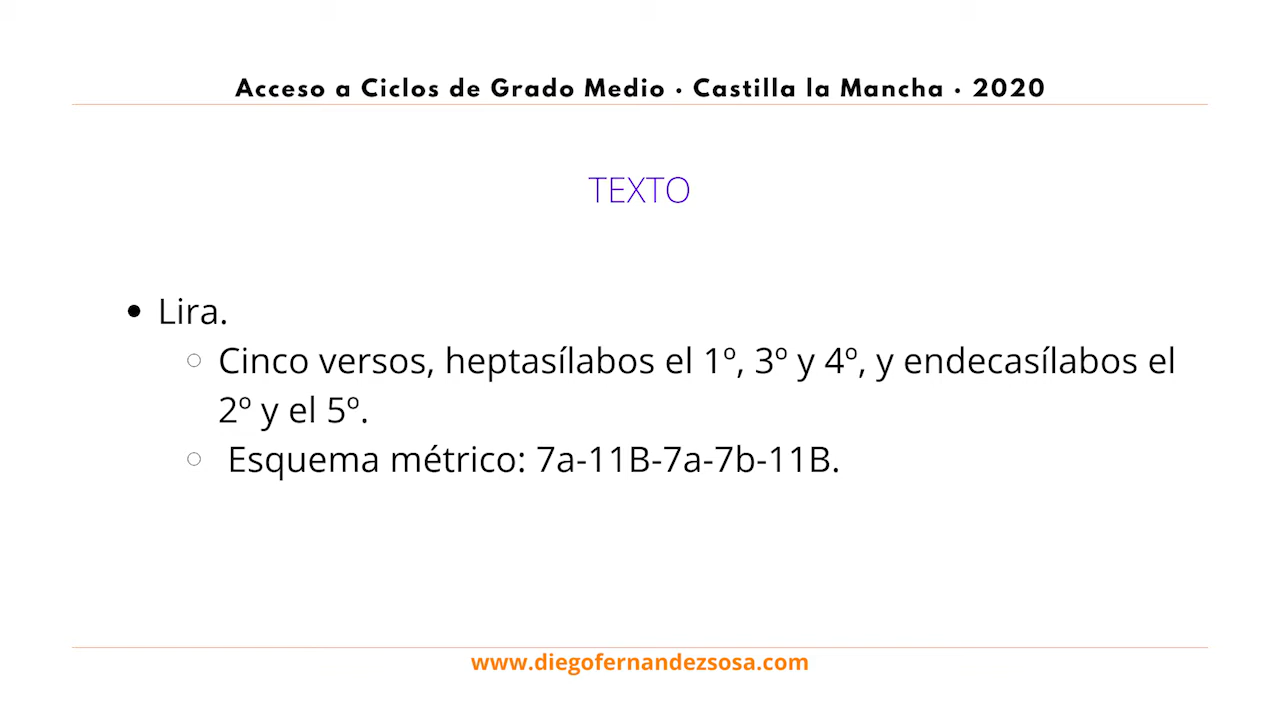 Acceso a Ciclos de Grado Medio · Castilla la Mancha · 2020
TEXTO
• Lira.
○ Cinco versos, heptasílabos el 1º, 3º y 4º, y endecasílabos el
2º y el 5º.
○ Esquema métrico: 7a-11B-7a-7b-11B.
www.diegofernandezsosa.com